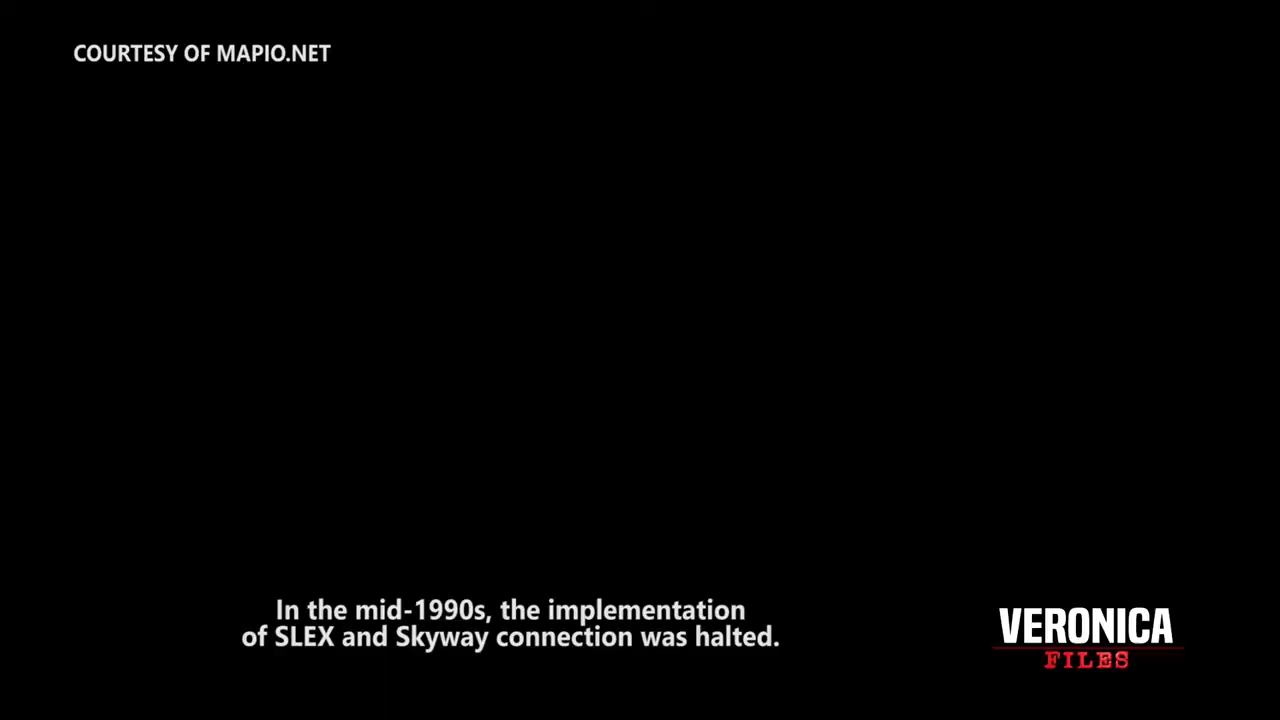 COURTESY OF MAPIO.NET
In the mid-1990s, the implementation
of SLEX and Skyway connection was halted.
VERONICA
FILES